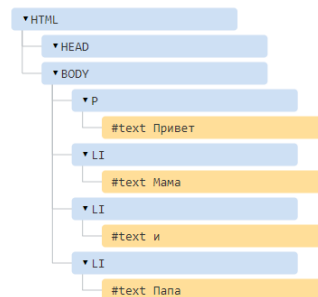 ▾ HTML
▾ HEAD
▾ BODY
▾ P
#text Привет
▾ LI
#text Мама
▾ LI
#text и
▾ LI
#text Папа